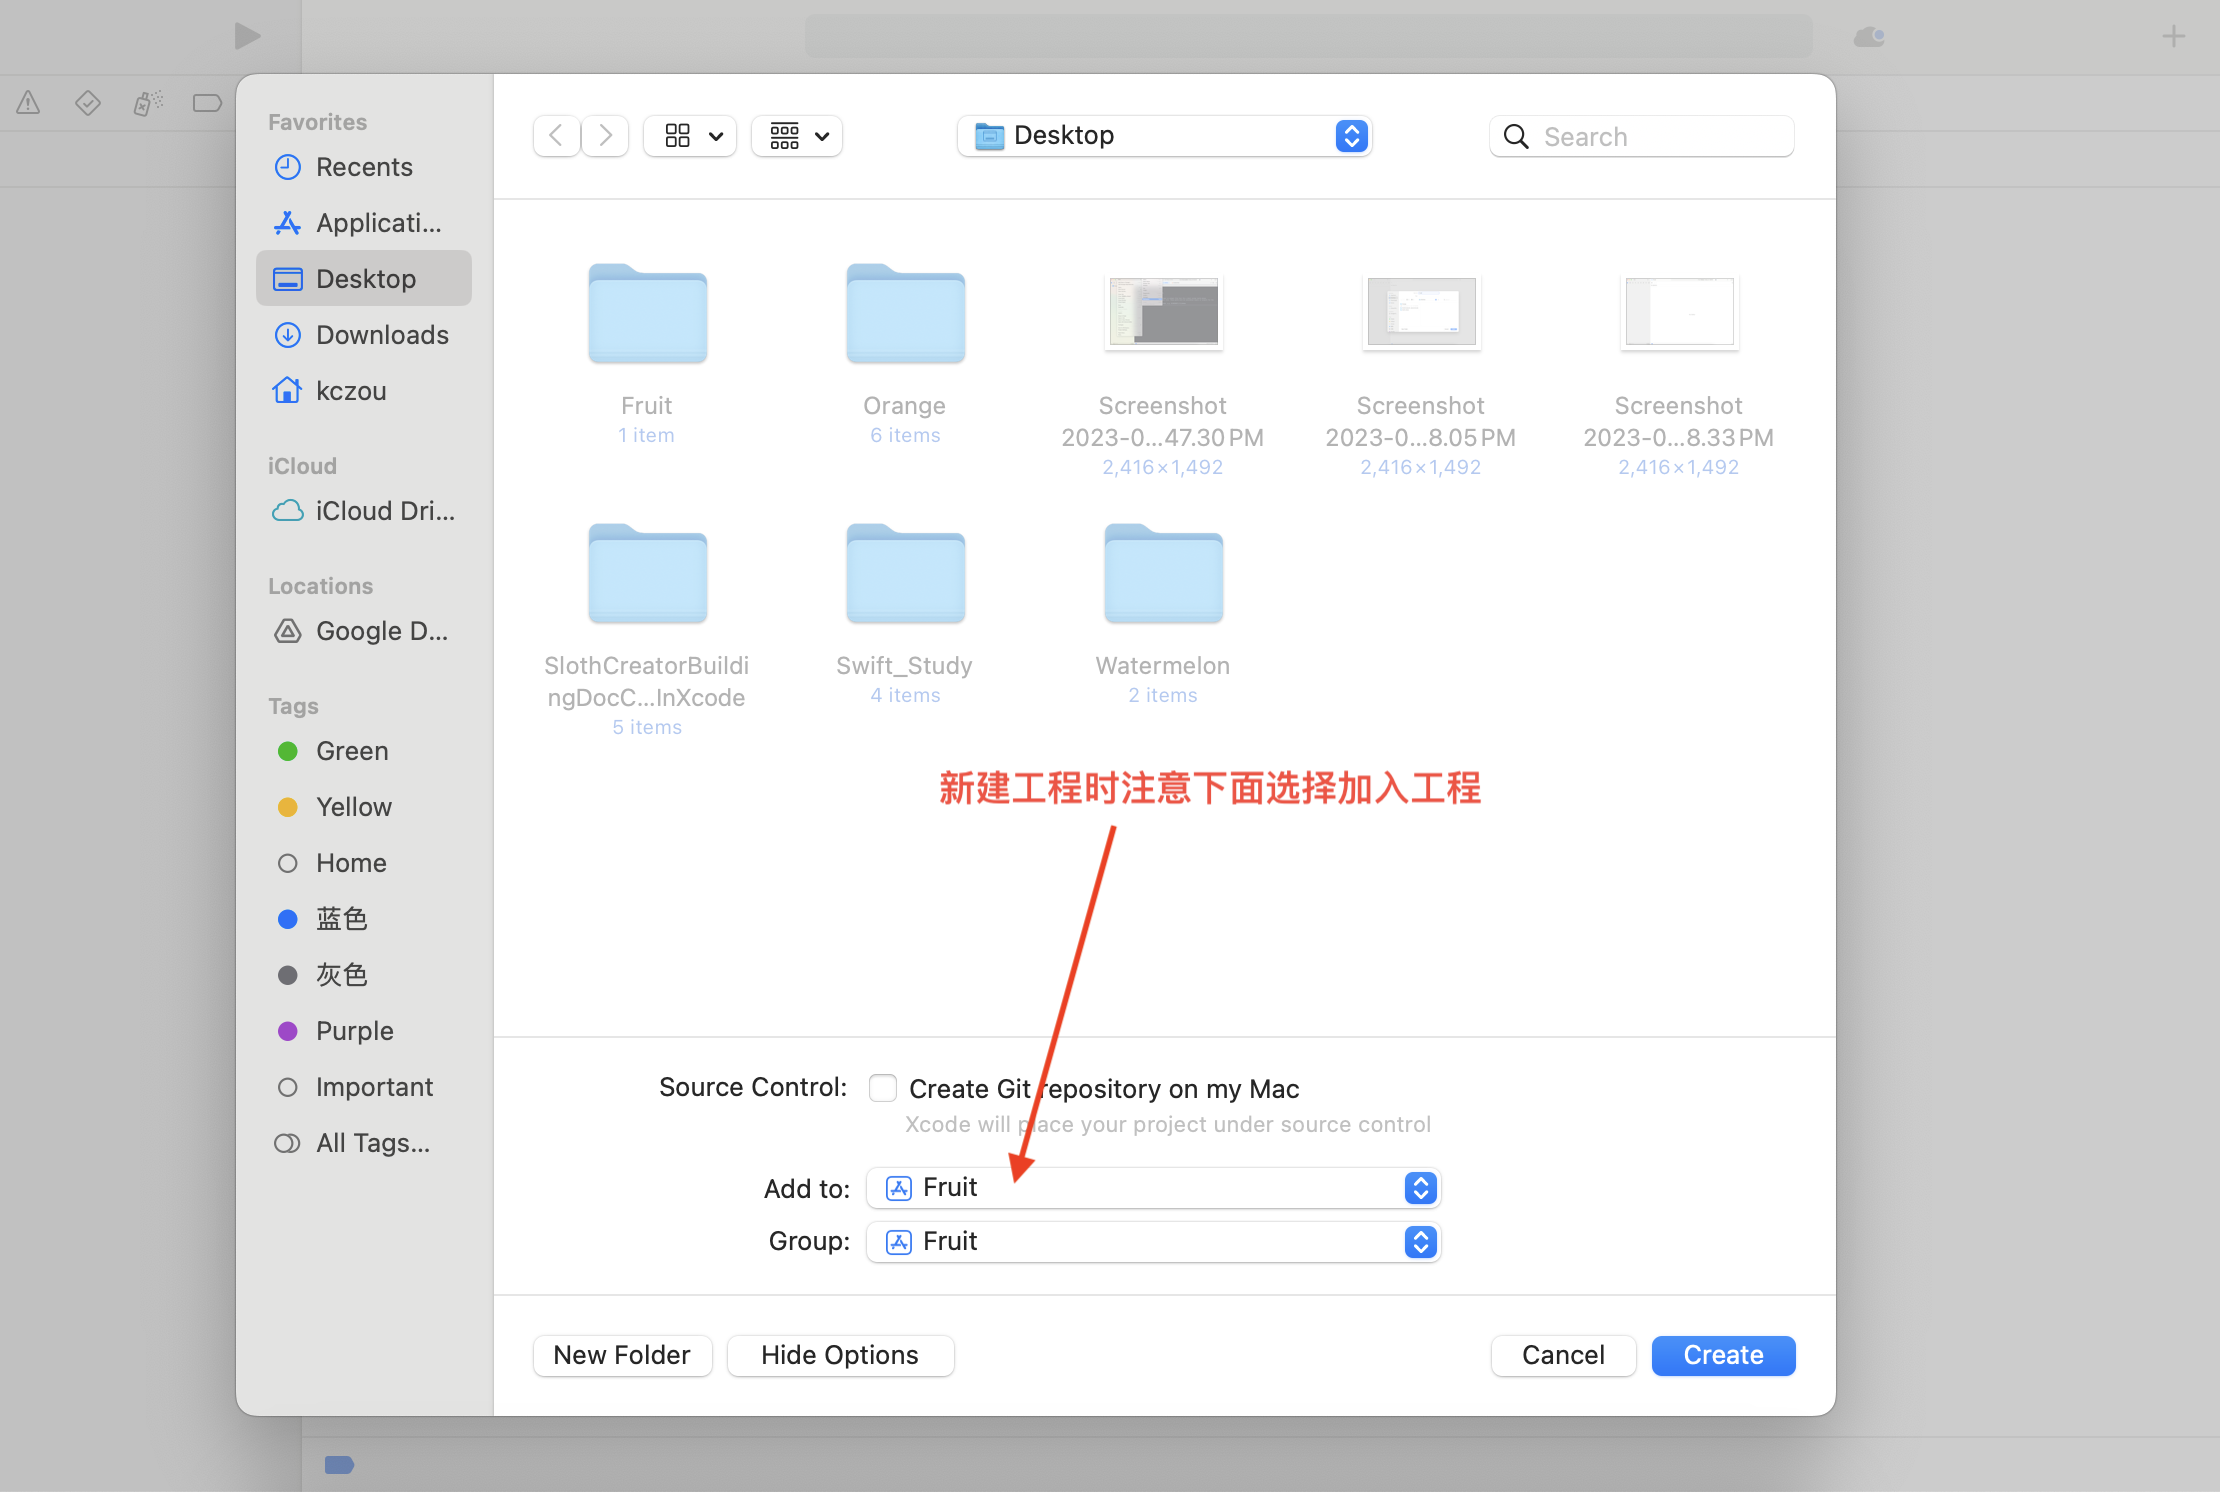 Favorites
Recents
Applicati...
Desktop
Downloads
kczou
iCloud
iCloud Dri...
Locations
Google D...
Tags
Green
Yellow
Home
蓝色
灰色
Purple
Important
All Tags...
Desktop
Search
Fruit
1 item
Orange
6 items
Screenshot
2023-0...47.30 PM
2,416×1,492
Screenshot
2023-0...8.05 PM
2,416×1,492
Screenshot
2023-0...8.33 PM
2,416×1,492
SlothCreatorBuildi
ngDocC...InXcode
5 items
Swift_Study
4 items
Watermelon
2 items
新建工程时注意下面选择加入工程
Source Control:
Create Git repository on my Mac
Xcode will place your project under source control
Add to:
Fruit
Group:
Fruit
New Folder
Hide Options
Cancel
Create